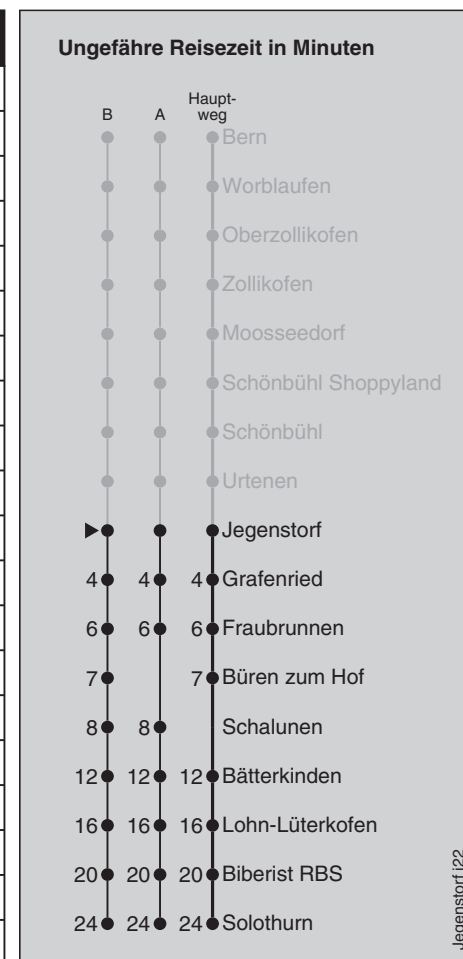 Ungefähre Reisezeit in Minuten
B A Haupt-
weg
Bern
Worblaufen
Oberzollikofen
Zollikofen
Moosseedorf
Schönbühl Shoppyland
Schönbühl
Urtenen
Jegenstorf
4 4 4 Grafenried
6 6 6 Fraubrunnen
7 7 Büren zum Hof
8 8 Schalunen
12 12 12 Bätterkinden
16 16 16 Lohn-Lüterkofen
20 20 20 Biberist RBS
24 24 24 Solothurn
Jegenstorf i22